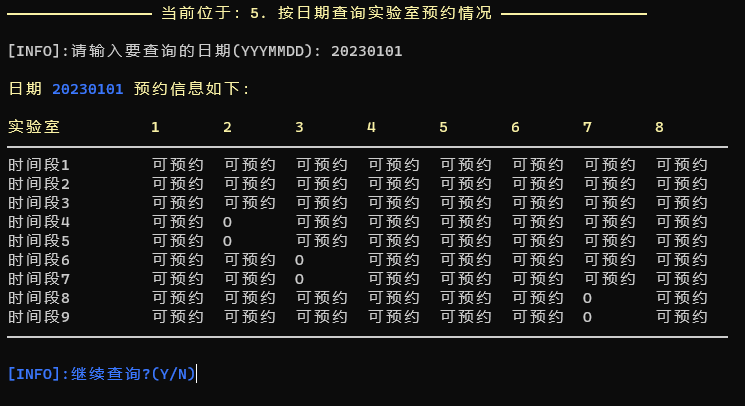 当前位于: 5. 按日期查询实验室预约情况
[INFO]:请输入要查询的日期(YYYMMDD): 20230101
日期 20230101 预约信息如下:
实验室 1 2 3 4 5 6 7 8
时间段1 可预约 可预约 可预约 可预约 可预约 可预约 可预约 可预约
时间段2 可预约 可预约 可预约 可预约 可预约 可预约 可预约 可预约
时间段3 可预约 可预约 可预约 可预约 可预约 可预约 可预约 可预约
时间段4 可预约 0 可预约 可预约 可预约 可预约 可预约 可预约
时间段5 可预约 0 可预约 可预约 可预约 可预约 可预约 可预约
时间段6 可预约 可预约 0 可预约 可预约 可预约 可预约 可预约
时间段7 可预约 可预约 0 可预约 可预约 可预约 可预约 可预约
时间段8 可预约 可预约 可预约 可预约 可预约 可预约 0 可预约
时间段9 可预约 可预约 可预约 可预约 可预约 可预约 0 可预约
[INFO]:继续查询?(Y/N)